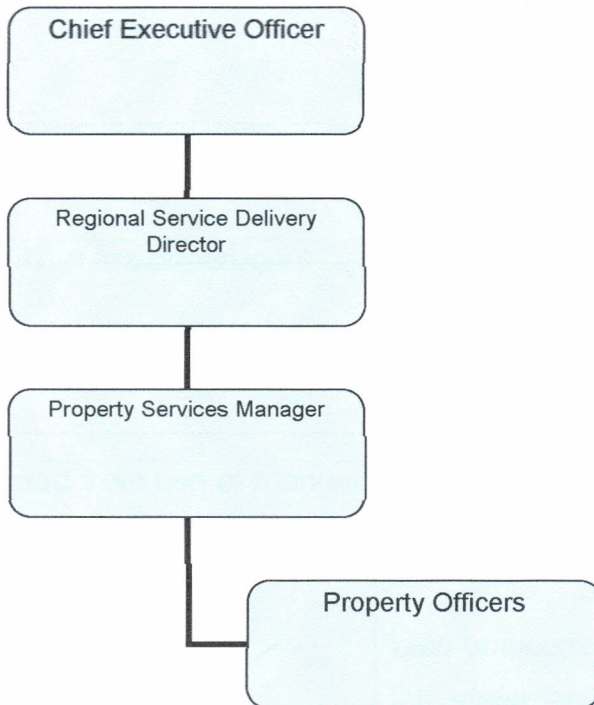 Chief Executive Officer
Regional Service Delivery
Director
Property Services Manager
Property Officers